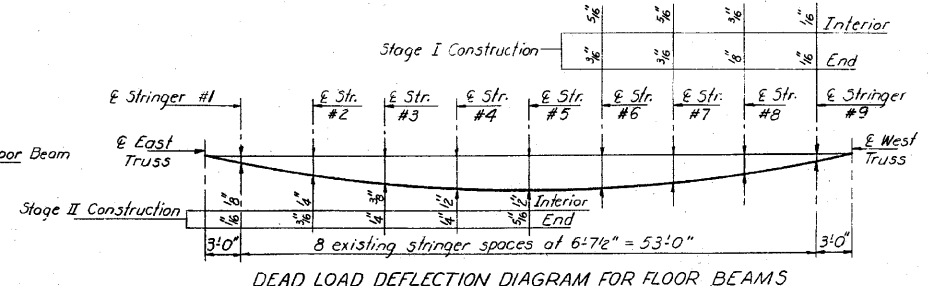 5/16" 5/16" 3/16" 1/16" Interior
Stage I Construction
3/16" 3/16" 1/8" 1/16" End
℄ Stringer #1
℄ Str. #2
℄ Str. #3
℄ Str. #4
℄ Str. #5
℄ Str. #6
℄ Str. #7
℄ Str. #8
℄ Stringer #9
oor Beam
℄ East Truss
℄ West Truss
1/8" 1/4" 3/8" 1/2" 1/2" Interior
Stage II Construction
1/16" 3/16" 1/4" 1/4" 5/16" End
3'-0" 8 existing stringer spaces at 6'-7 1/2" = 53'-0" 3'-0"
DEAD LOAD DEFLECTION DIAGRAM FOR FLOOR BEAMS